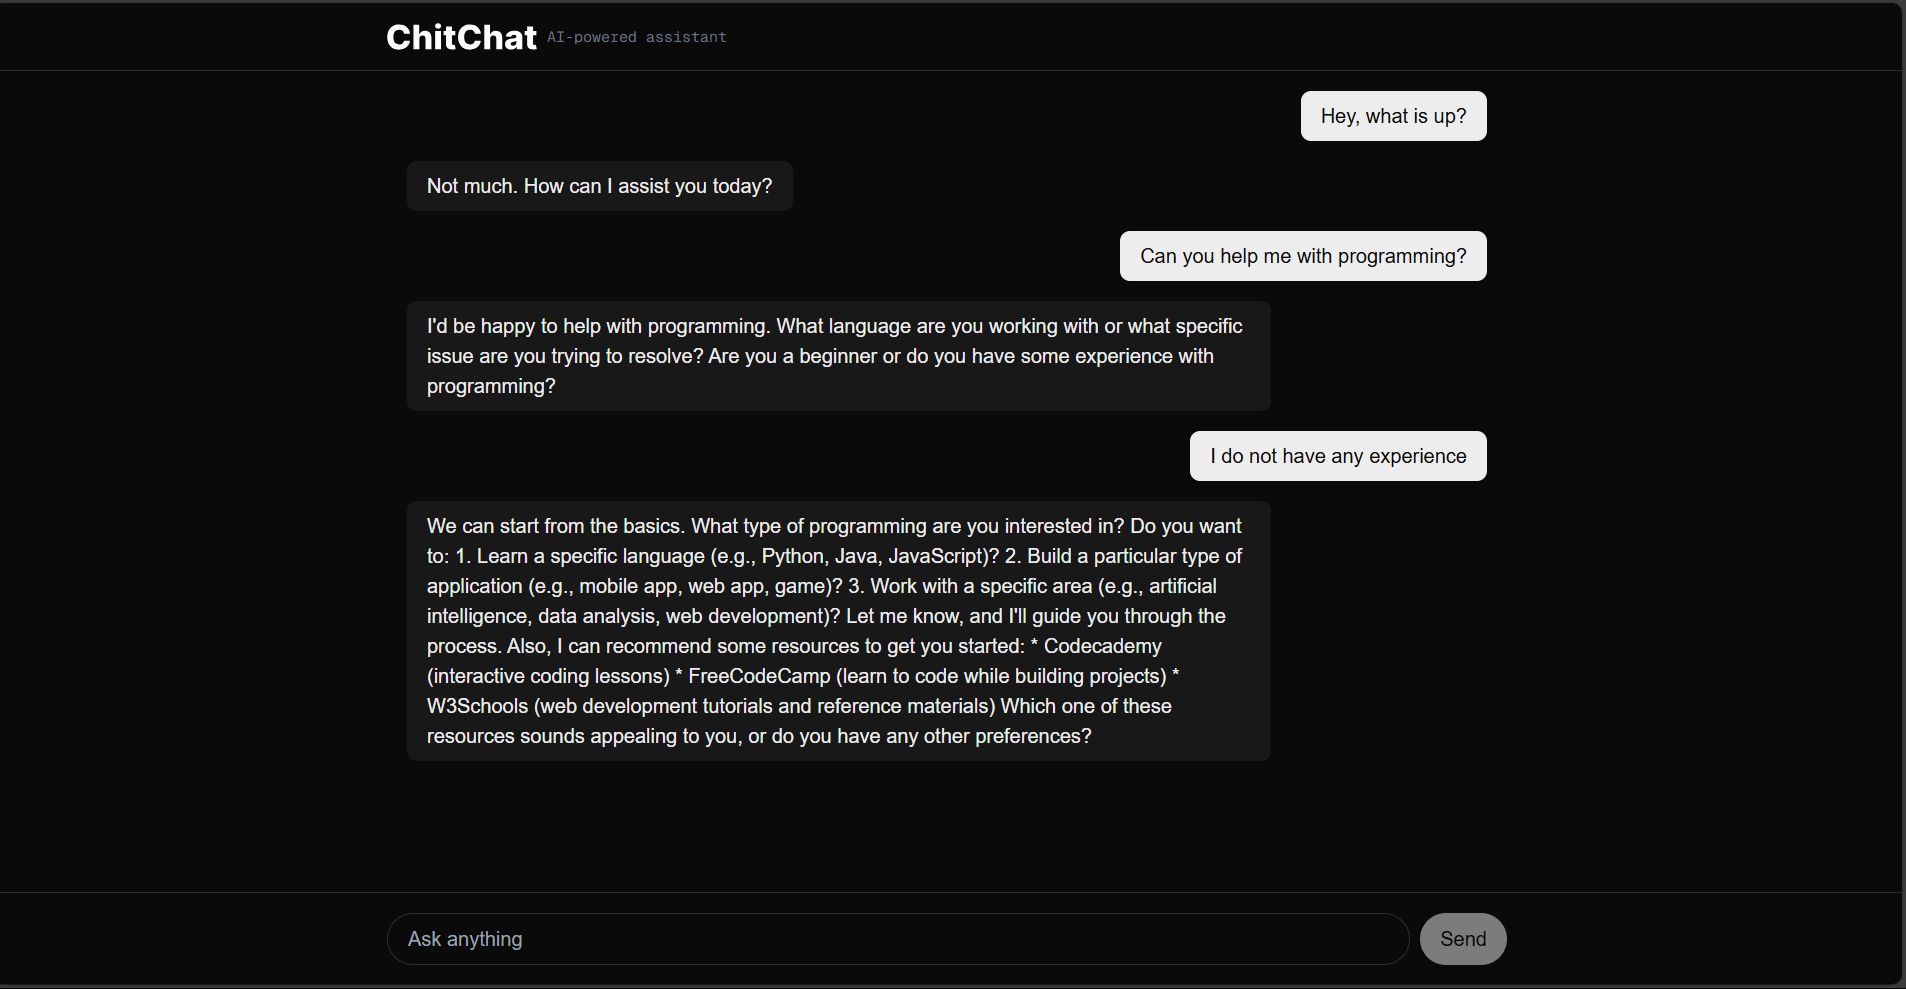 ChitChat AI-powered assistant
Hey, what is up?
Not much. How can I assist you today?
Can you help me with programming?
I'd be happy to help with programming. What language are you working with or what specific
issue are you trying to resolve? Are you a beginner or do you have some experience with
programming?
I do not have any experience
We can start from the basics. What type of programming are you interested in? Do you want
to: 1. Learn a specific language (e.g., Python, Java, JavaScript)? 2. Build a particular type of
application (e.g., mobile app, web app, game)? 3. Work with a specific area (e.g., artificial
intelligence, data analysis, web development)? Let me know, and I'll guide you through the
process. Also, I can recommend some resources to get you started: * Codecademy
(interactive coding lessons) * FreeCodeCamp (learn to code while building projects) *
W3Schools (web development tutorials and reference materials) Which one of these
resources sounds appealing to you, or do you have any other preferences?
Ask anything
Send